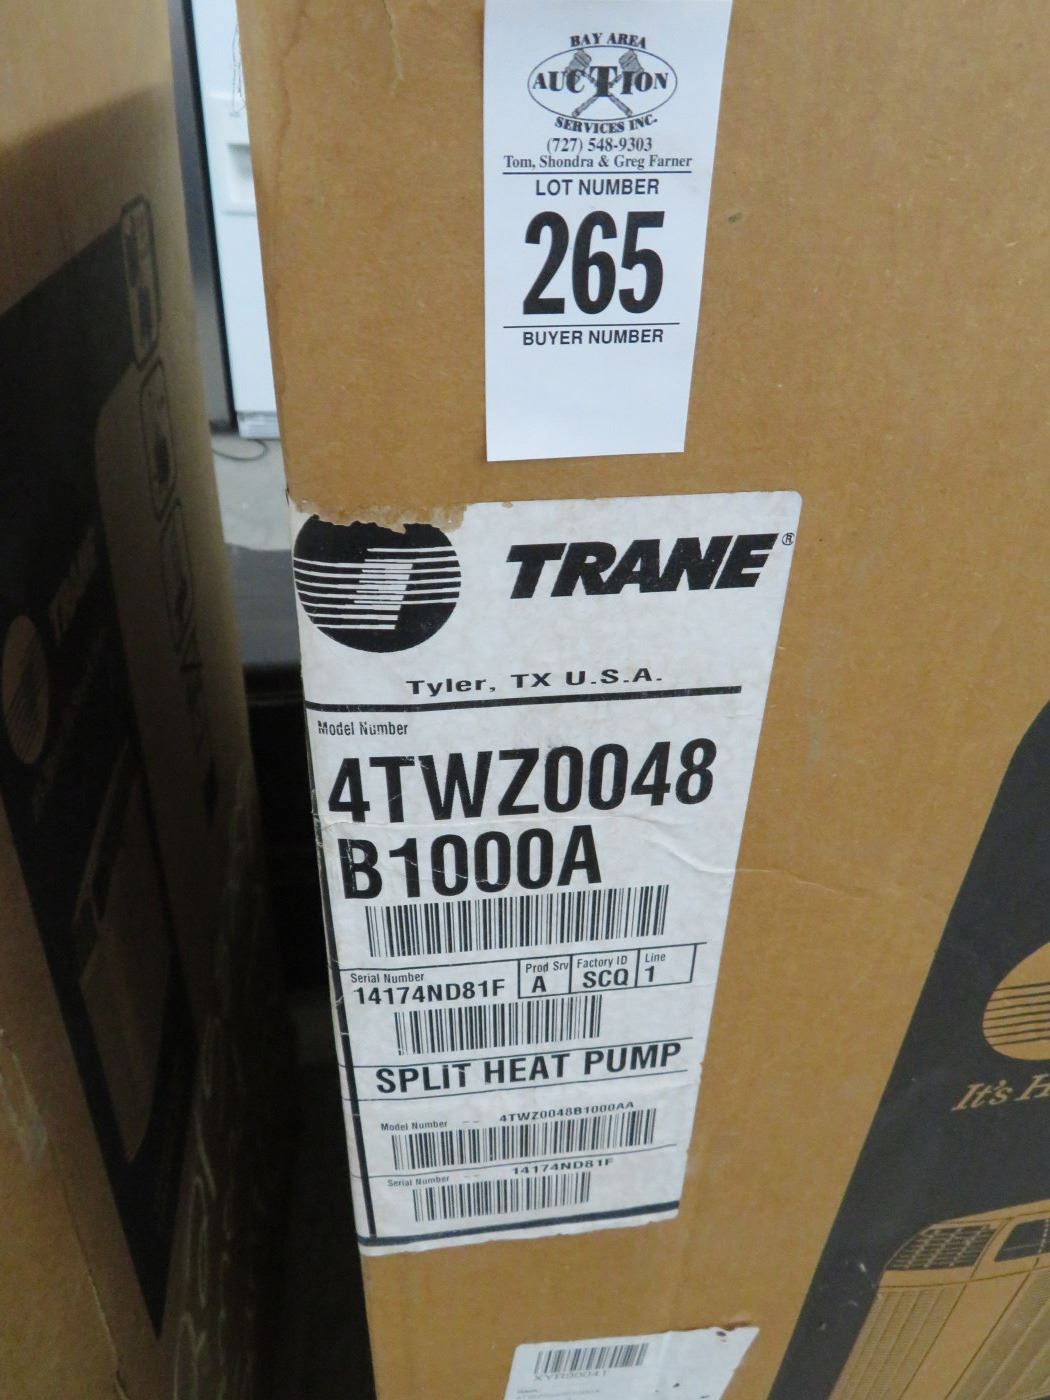 BAY AREA
AUCTION
SERVICES INC.
(727) 548-9303
Tom, Shondra & Greg Farner
LOT NUMBER
265
BUYER NUMBER
TRANE®
Tyler, TX U.S.A.
Model Number
4TWZ0048
B1000A
Serial Number
14174ND81F
Prod Srv
A
Factory ID
SCQ
Line
1
SPLIT HEAT PUMP
Model Number -- 4TWZ0048B1000AA
Serial Number -- 14174ND81F
It's